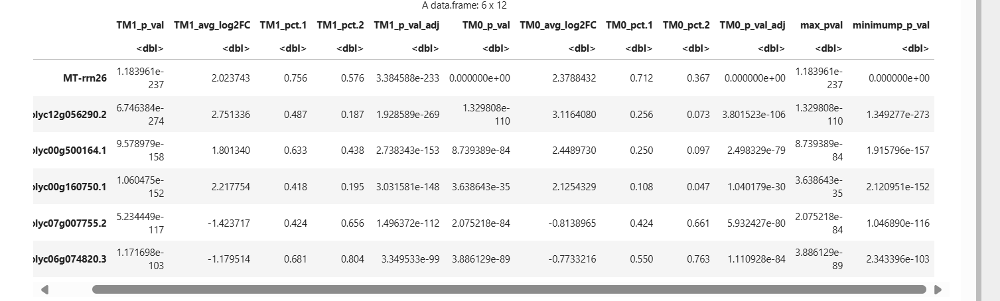 A data.frame: 6 x 12
TM1_p_val TM1_avg_log2FC TM1_pct.1 TM1_pct.2 TM1_p_val_adj TM0_p_val TM0_avg_log2FC TM0_pct.1 TM0_pct.2 TM0_p_val_adj max_pval minimump_p_val
<dbl> <dbl> <dbl> <dbl> <dbl> <dbl> <dbl> <dbl> <dbl> <dbl> <dbl> <dbl>
MT-rrn26 1.183961e-237 2.023743 0.756 0.576 3.384588e-233 0.000000e+00 2.3788432 0.712 0.367 0.000000e+00 1.183961e-237 0.000000e+00
olyc12g056290.2 6.746384e-274 2.751336 0.487 0.187 1.928589e-269 1.329808e-110 3.1164080 0.256 0.073 3.801523e-106 1.329808e-110 1.349277e-273
olyc00g500164.1 9.578979e-158 1.801340 0.633 0.438 2.738343e-153 8.739389e-84 2.4489730 0.250 0.097 2.498329e-79 8.739389e-84 1.915796e-157
olyc00g160750.1 1.060475e-152 2.217754 0.418 0.195 3.031581e-148 3.638643e-35 2.1254329 0.108 0.047 1.040179e-30 3.638643e-35 2.120951e-152
olyc07g007755.2 5.234449e-117 -1.423717 0.424 0.656 1.496372e-112 2.075218e-84 -0.8138965 0.424 0.661 5.932427e-80 2.075218e-84 1.046890e-116
olyc06g074820.3 1.171698e-103 -1.179514 0.681 0.804 3.349533e-99 3.886129e-89 -0.7733216 0.550 0.763 1.110928e-84 3.886129e-89 2.343396e-103